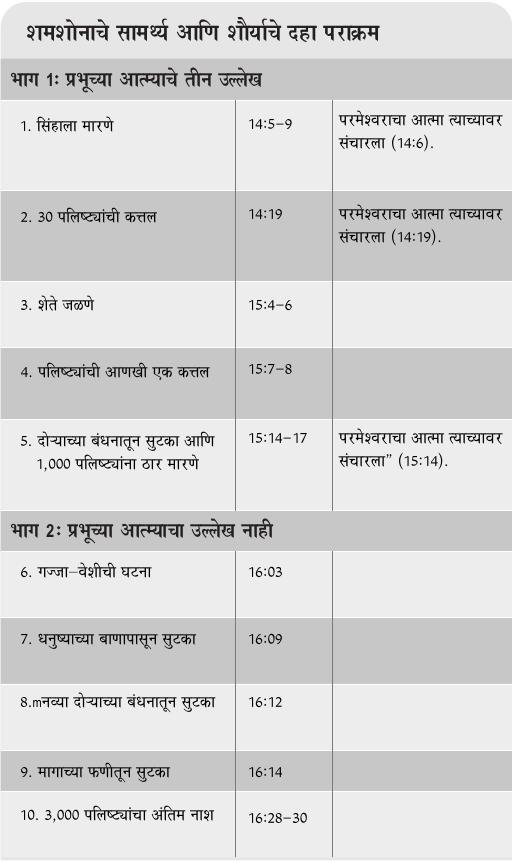 शमशोनाचे सामर्थ्य आणि शौर्याचे दहा पराक्रम
भाग 1ः प्रभूच्या आत्म्याचे तीन उल्लेख
1. सिंहाला मारणे 14:5–9 परमेश्वराचा आत्मा त्याच्यावर
संचारला (14:6).
2. 30 पलिष्ट्यांची कत्तल 14:19 परमेश्वराचा आत्मा त्याच्यावर
संचारला (14:19).
3. शेते जळणे 15:4–6
4. पलिष्ट्यांची आणखी एक कत्तल 15:7–8
5. दोऱ्याच्या बंधनातून सुटका आणि 15:14–17 परमेश्वराचा आत्मा त्याच्यावर
1,000 पलिष्ट्यांना ठार मारणे संचारला” (15:14).
भाग 2ः प्रभूच्या आत्म्याचा उल्लेख नाही
6. गज्जा–वेशीची घटना 16:03
7. धनुष्याच्या बाणापासून सुटका 16:09
8.mनव्या दोऱ्याच्या बंधनातून सुटका 16:12
9. मागाच्या फणीतून सुटका 16:14
10. 3,000 पलिष्ट्यांचा अंतिम नाश 16:28–30